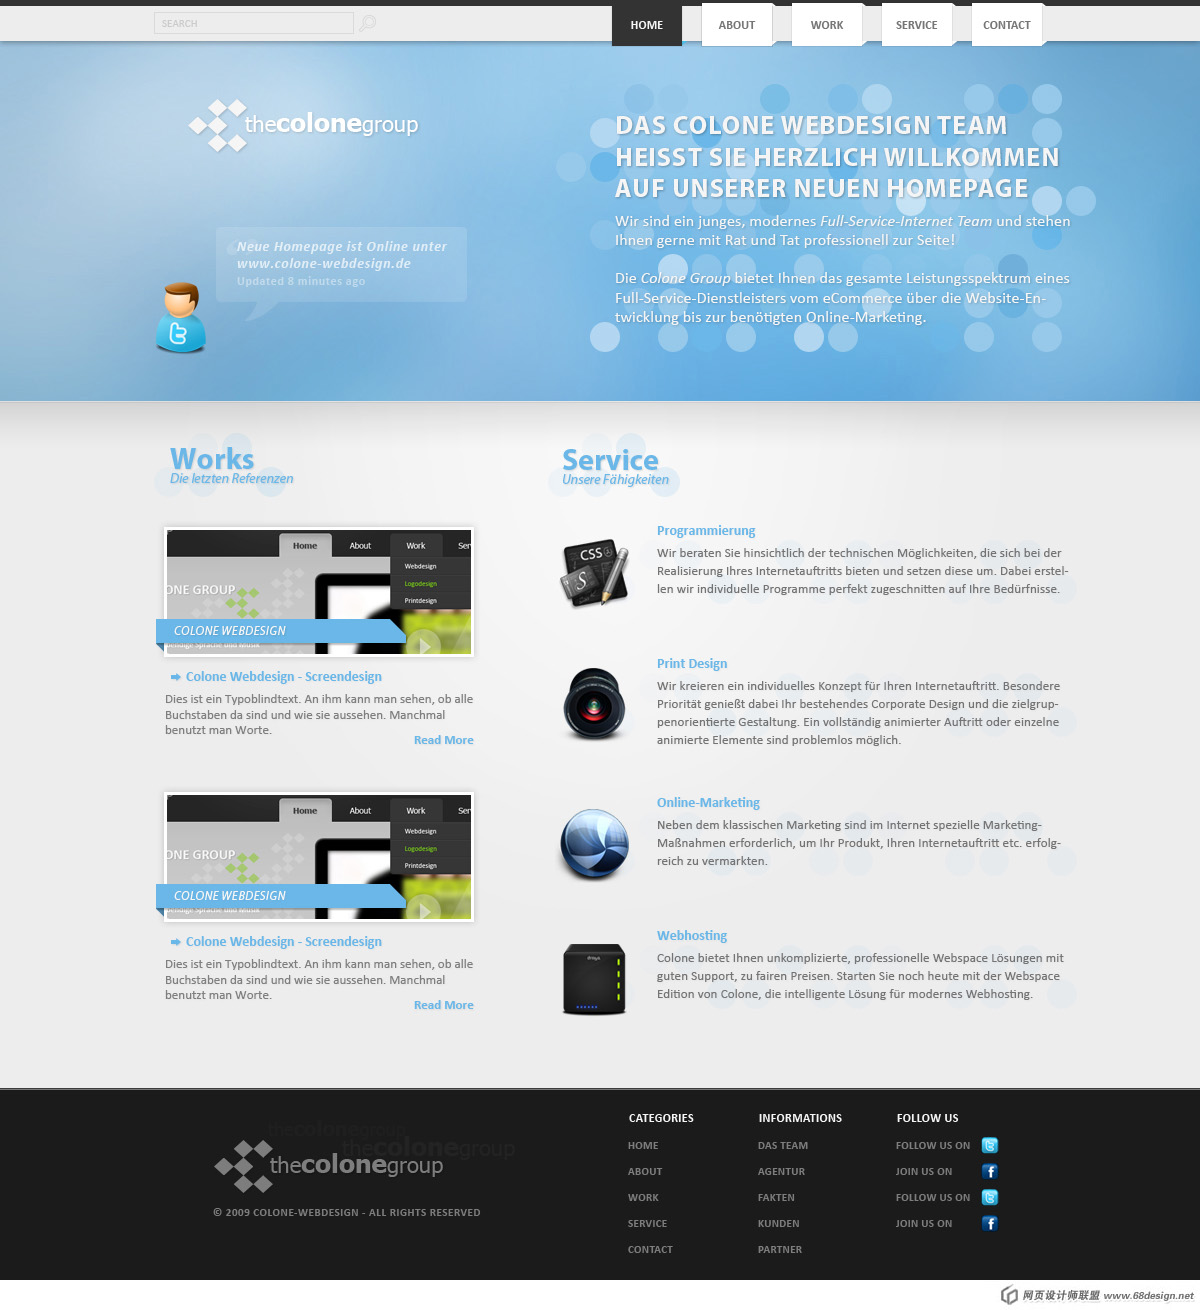 SEARCH
HOME
ABOUT
WORK
SERVICE
CONTACT
thecolonegroup
DAS COLONE WEBDESIGN TEAM
HEISST SIE HERZLICH WILLKOMMEN
AUF UNSERER NEUEN HOMEPAGE
Wir sind ein junges, modernes Full-Service-Internet Team und stehen
Ihnen gerne mit Rat und Tat professionell zur Seite!
Die Colone Group bietet Ihnen das gesamte Leistungsspektrum eines
Full-Service-Dienstleisters vom eCommerce über die Website-En-
twicklung bis zur benötigten Online-Marketing.
Neue Homepage ist Online unter
www.colone-webdesign.de
Updated 8 minutes ago
Works
Die letzten Referenzen
Home
About
Work
Ser
Webdesign
Logodesign
Printdesign
ONE GROUP
COLONE WEBDESIGN
Colone Webdesign - Screendesign
Dies ist ein Typoblindtext. An ihm kann man sehen, ob alle
Buchstaben da sind und wie sie aussehen. Manchmal
benutzt man Worte.
Read More
Home
About
Work
Ser
Webdesign
Logodesign
Printdesign
ONE GROUP
COLONE WEBDESIGN
Colone Webdesign - Screendesign
Dies ist ein Typoblindtext. An ihm kann man sehen, ob alle
Buchstaben da sind und wie sie aussehen. Manchmal
benutzt man Worte.
Read More
Service
Unsere Fähigkeiten
CSS
S
Programmierung
Wir beraten Sie hinsichtlich der technischen Möglichkeiten, die sich bei der
Realisierung Ihres Internetauftritts bieten und setzen diese um. Dabei erstel-
len wir individuelle Programme perfekt zugeschnitten auf Ihre Bedürfnisse.
Print Design
Wir kreieren ein individuelles Konzept für Ihren Internetauftritt. Besondere
Priorität genießt dabei Ihr bestehendes Corporate Design und die zielgrup-
penorientierte Gestaltung. Ein vollständig animierter Auftritt oder einzelne
animierte Elemente sind problemlos möglich.
Online-Marketing
Neben dem klassischen Marketing sind im Internet spezielle Marketing-
Maßnahmen erforderlich, um Ihr Produkt, Ihren Internetauftritt etc. erfolg-
reich zu vermarkten.
Webhosting
Colone bietet Ihnen unkomplizierte, professionelle Webspace Lösungen mit
guten Support, zu fairen Preisen. Starten Sie noch heute mit der Webspace
Edition von Colone, die intelligente Lösung für modernes Webhosting.
thecolonegroup
thecolonegroup
thecolonegroup
© 2009 COLONE-WEBDESIGN - ALL RIGHTS RESERVED
CATEGORIES
HOME
ABOUT
WORK
SERVICE
CONTACT
INFORMATIONS
DAS TEAM
AGENTUR
FAKTEN
KUNDEN
PARTNER
FOLLOW US
FOLLOW US ON
JOIN US ON
FOLLOW US ON
JOIN US ON
网页设计师联盟 www.68design.net